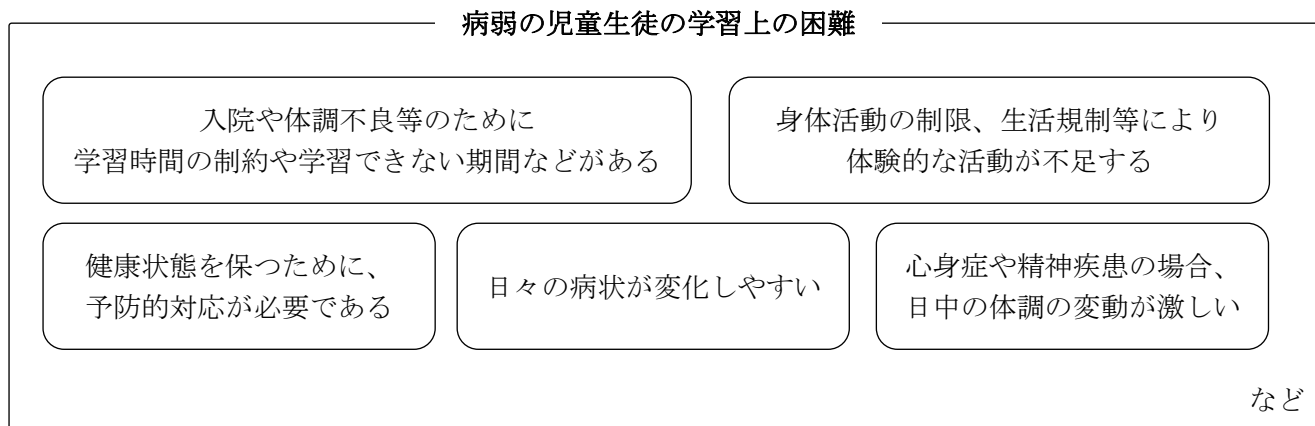 病弱の児童生徒の学習上の困難
入院や体調不良等のために
学習時間の制約や学習できない期間などがある
身体活動の制限、生活規制等により
体験的な活動が不足する
健康状態を保つために、
予防的対応が必要である
日々の病状が変化しやすい
心身症や精神疾患の場合、
日中の体調の変動が激しい
など